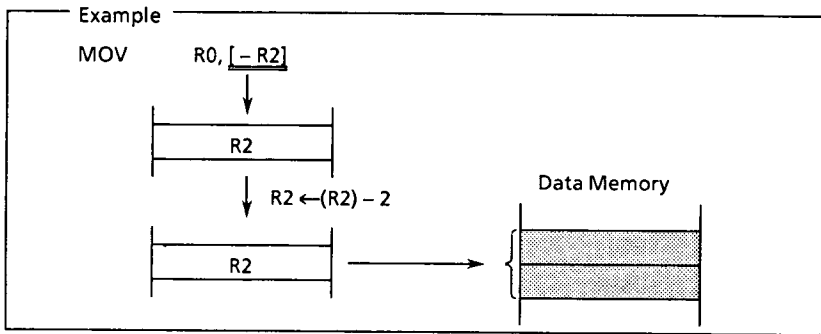 Example
MOV R0, [ – R2]
R2
R2 ←(R2) – 2
Data Memory
R2